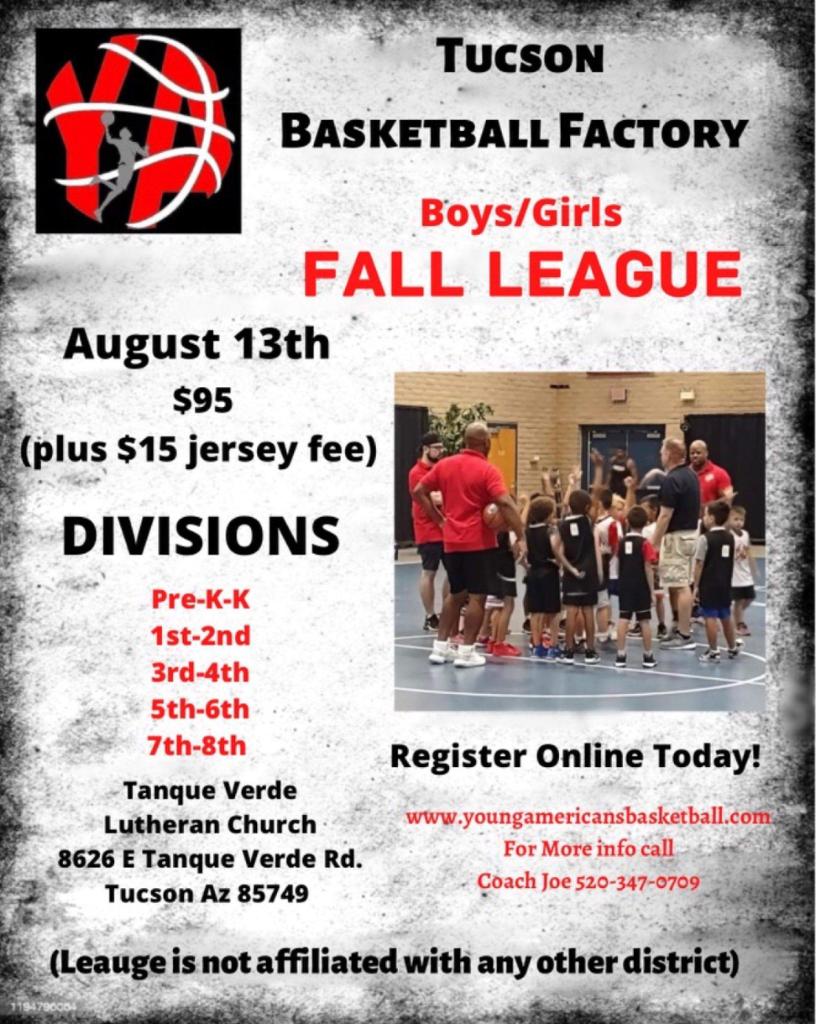 YA
TUCSON
BASKETBALL FACTORY
Boys/Girls
FALL LEAGUE
August 13th
$95
(plus $15 jersey fee)
DIVISIONS
Pre-K-K
1st-2nd
3rd-4th
5th-6th
7th-8th
Tanque Verde
Lutheran Church
8626 E Tanque Verde Rd.
Tucson Az 85749
Register Online Today!
www.youngamericansbasketball.com
For More info call
Coach Joe 520-347-0709
(Leauge is not affiliated with any other district)